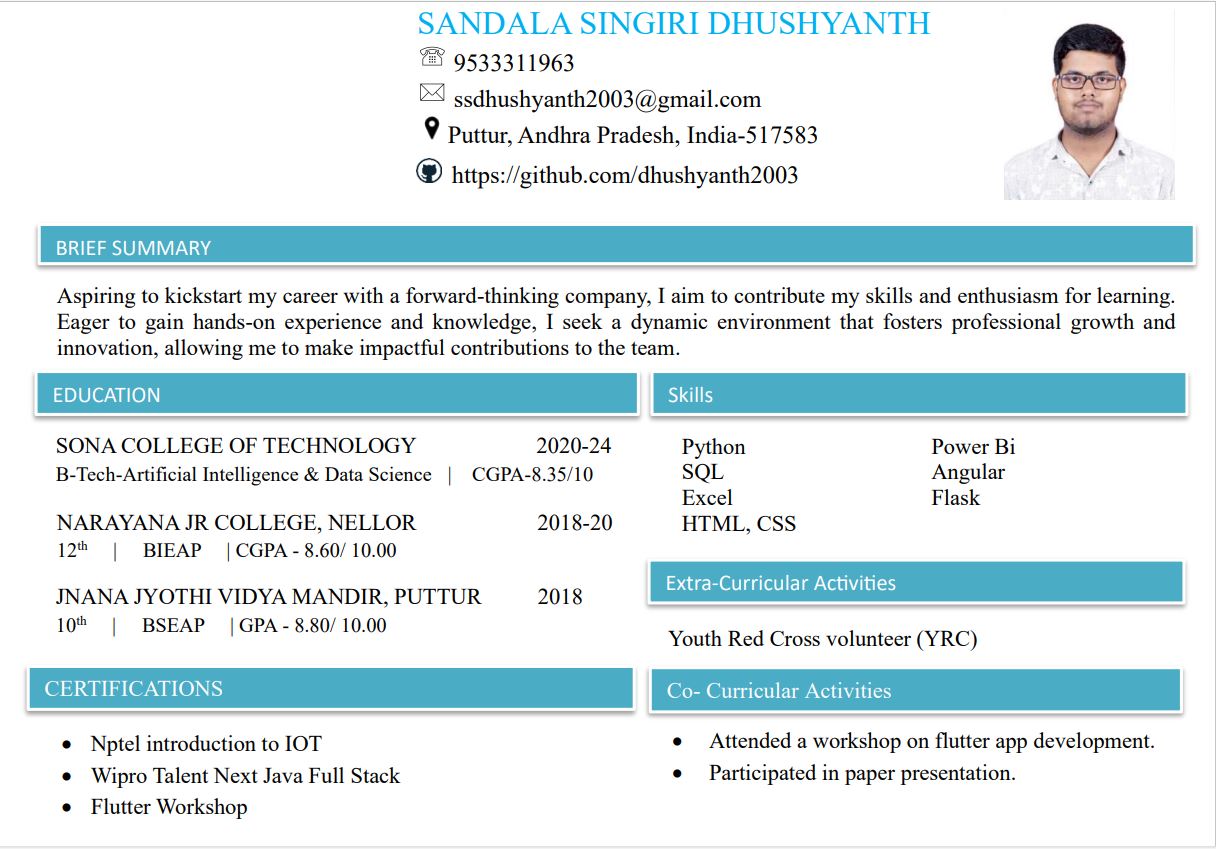 SANDALA SINGIRI DHUSHYANTH
9533311963
ssdhushyanth2003@gmail.com
Puttur, Andhra Pradesh, India-517583
https://github.com/dhushyanth2003
BRIEF SUMMARY
Aspiring to kickstart my career with a forward-thinking company, I aim to contribute my skills and enthusiasm for learning.
Eager to gain hands-on experience and knowledge, I seek a dynamic environment that fosters professional growth and
innovation, allowing me to make impactful contributions to the team.
EDUCATION
SONA COLLEGE OF TECHNOLOGY 2020-24
B-Tech-Artificial Intelligence & Data Science | CGPA-8.35/10
NARAYANA JR COLLEGE, NELLOR 2018-20
12th | BIEAP | CGPA - 8.60/ 10.00
JNANA JYOTHI VIDYA MANDIR, PUTTUR 2018
10th | BSEAP | GPA - 8.80/ 10.00
CERTIFICATIONS
• Nptel introduction to IOT
• Wipro Talent Next Java Full Stack
• Flutter Workshop
Skills
Python Power Bi
SQL Angular
Excel Flask
HTML, CSS
Extra-Curricular Activities
Youth Red Cross volunteer (YRC)
Co- Curricular Activities
• Attended a workshop on flutter app development.
• Participated in paper presentation.